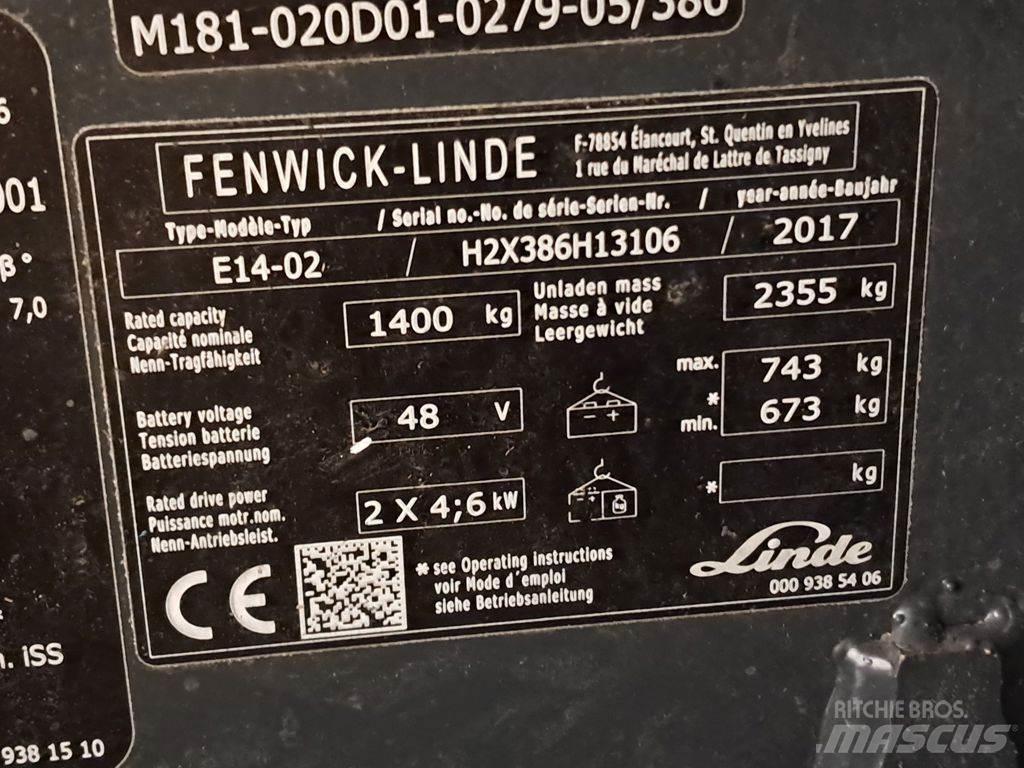 M181-020D01-0279-05/386
FENWICK-LINDE
F-78854 Élancourt, St. Quentin en Yvelines
1 rue du Maréchal de Lattre de Tassigny
Type-Modèle-Typ / Serial no.-No. de série-Serien-Nr. / year-année-Baujahr
E14-02 / H2X386H13106 / 2017
Rated capacity
Capacité nominale
Nenn-Tragfähigkeit
1400 kg
Unladen mass
Masse à vide
Leergewicht
2355 kg
Battery voltage
Tension batterie
Batteriespannung
48 V
- +
max. 743 kg
*
min. 673 kg
Rated drive power
Puissance motr.nom.
Nenn-Antriebsleist.
2 X 4;6 kW
- +
kg
* kg
CE
* see Operating instructions
voir Mode d'emploi
siehe Betriebsanleitung
Linde
000 938 54 06
6
001
ß°
7,0
. iSS
938 15 10
RITCHIE BROS.
MASCUS